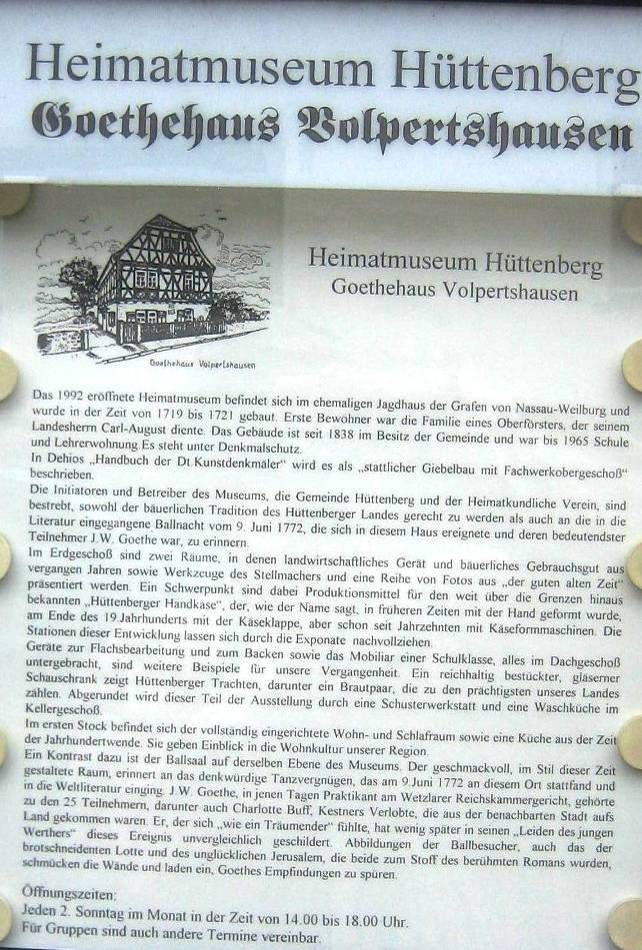 Heimatmuseum Hüttenberg
Goethehaus Volpertshausen
Heimatmuseum Hüttenberg
Goethehaus Volpertshausen
Goethehaus Volpertshausen
Das 1992 eröffnete Heimatmuseum befindet sich im ehemaligen Jagdhaus der Grafen von Nassau-Weilburg und
wurde in der Zeit von 1719 bis 1721 gebaut. Erste Bewohner war die Familie eines Oberförsters, der seinem
Landesherrn Carl-August diente. Das Gebäude ist seit 1838 im Besitz der Gemeinde und war bis 1965 Schule
und Lehrerwohnung.Es steht unter Denkmalschutz.
In Dehios „Handbuch der Dt.Kunstdenkmäler“ wird es als „stattlicher Giebelbau mit Fachwerkobergeschoß“
beschrieben.
Die Initiatoren und Betreiber des Museums, die Gemeinde Hüttenberg und der Heimatkundliche Verein, sind
bestrebt, sowohl der bäuerlichen Tradition des Hüttenberger Landes gerecht zu werden als auch an die in die
Literatur eingegangene Ballnacht vom 9. Juni 1772, die sich in diesem Haus ereignete und deren bedeutendster
Teilnehmer J.W. Goethe war, zu erinnern.
Im Erdgeschoß sind zwei Räume, in denen landwirtschaftliches Gerät und bäuerliches Gebrauchsgut aus
vergangen Jahren sowie Werkzeuge des Stellmachers und eine Reihe von Fotos aus „der guten alten Zeit“
präsentiert werden. Ein Schwerpunkt sind dabei Produktionsmittel für den weit über die Grenzen hinaus
bekannten „Hüttenberger Handkäse“, der, wie der Name sagt, in früheren Zeiten mit der Hand geformt wurde,
am Ende des 19.Jahrhunderts mit der Käseklappe, aber schon seit Jahrzehnten mit Käseformmaschinen. Die
Stationen dieser Entwicklung lassen sich durch die Exponate nachvollziehen.
Geräte zur Flachsbearbeitung und zum Backen sowie das Mobiliar einer Schulklasse, alles im Dachgeschoß
untergebracht, sind weitere Beispiele für unsere Vergangenheit. Ein reichhaltig bestückter, gläserner
Schauschrank zeigt Hüttenberger Trachten, darunter ein Brautpaar, die zu den prächtigsten unseres Landes
zählen. Abgerundet wird dieser Teil der Ausstellung durch eine Schusterwerkstatt und eine Waschküche im
Kellergeschoß.
Im ersten Stock befindet sich der vollständig eingerichtete Wohn- und Schlafraum sowie eine Küche aus der Zeit
der Jahrhundertwende. Sie geben Einblick in die Wohnkultur unserer Region.
Ein Kontrast dazu ist der Ballsaal auf derselben Ebene des Museums. Der geschmackvoll, im Stil dieser Zeit
gestaltete Raum, erinnert an das denkwürdige Tanzvergnügen, das am 9.Juni 1772 an diesem Ort stattfand und
in die Weltliteratur einging. J.W. Goethe, in jenen Tagen Praktikant am Wetzlarer Reichskammergericht, gehörte
zu den 25 Teilnehmern, darunter auch Charlotte Buff, Kestners Verlobte, die aus der benachbarten Stadt aufs
Land gekommen waren. Er, der sich „wie ein Träumender“ fühlte, hat wenig später in seinen „Leiden des jungen
Werthers“ dieses Ereignis unvergleichlich geschildert. Abbildungen der Ballbesucher, auch das der
brotschneidenten Lotte und des unglücklichen Jerusalem, die beide zum Stoff des berühmten Romans wurden,
schmücken die Wände und laden ein, Goethes Empfindungen zu spüren.
Öffnungszeiten:
Jeden 2. Sonntag im Monat in der Zeit von 14.00 bis 18.00 Uhr.
Für Gruppen sind auch andere Termine vereinbar.